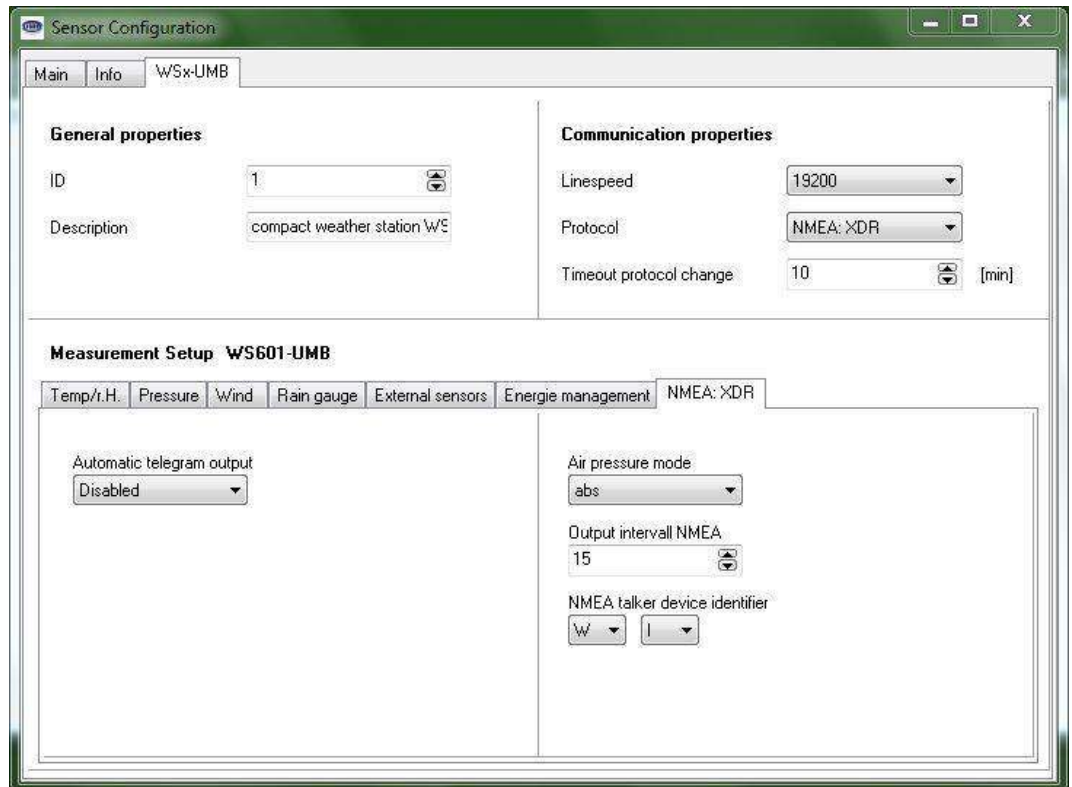 Sensor Configuration
Main Info WSx-UMB
General properties
ID 1
Description compact weather station WS
Communication properties
Linespeed 19200
Protocol NMEA: XDR
Timeout protocol change 10 [min]
Measurement Setup WS601-UMB
Temp/r.H. Pressure Wind Rain gauge External sensors Energie management NMEA: XDR
Automatic telegram output
Disabled
Air pressure mode
abs
Output intervall NMEA
15
NMEA talker device identifier
W I